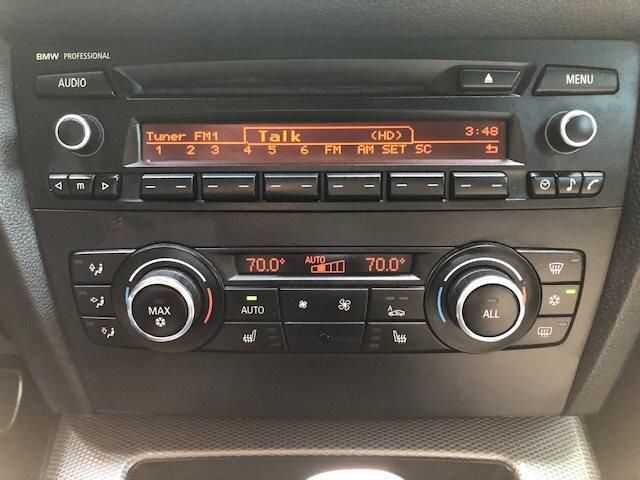 BMW PROFESSIONAL
AUDIO
MENU
Tuner FM1 Talk (HD) 3:48
1 2 3 4 5 6 FM AM SET SC
m
70.0° AUTO 70.0°
MAX
AUTO
ALL